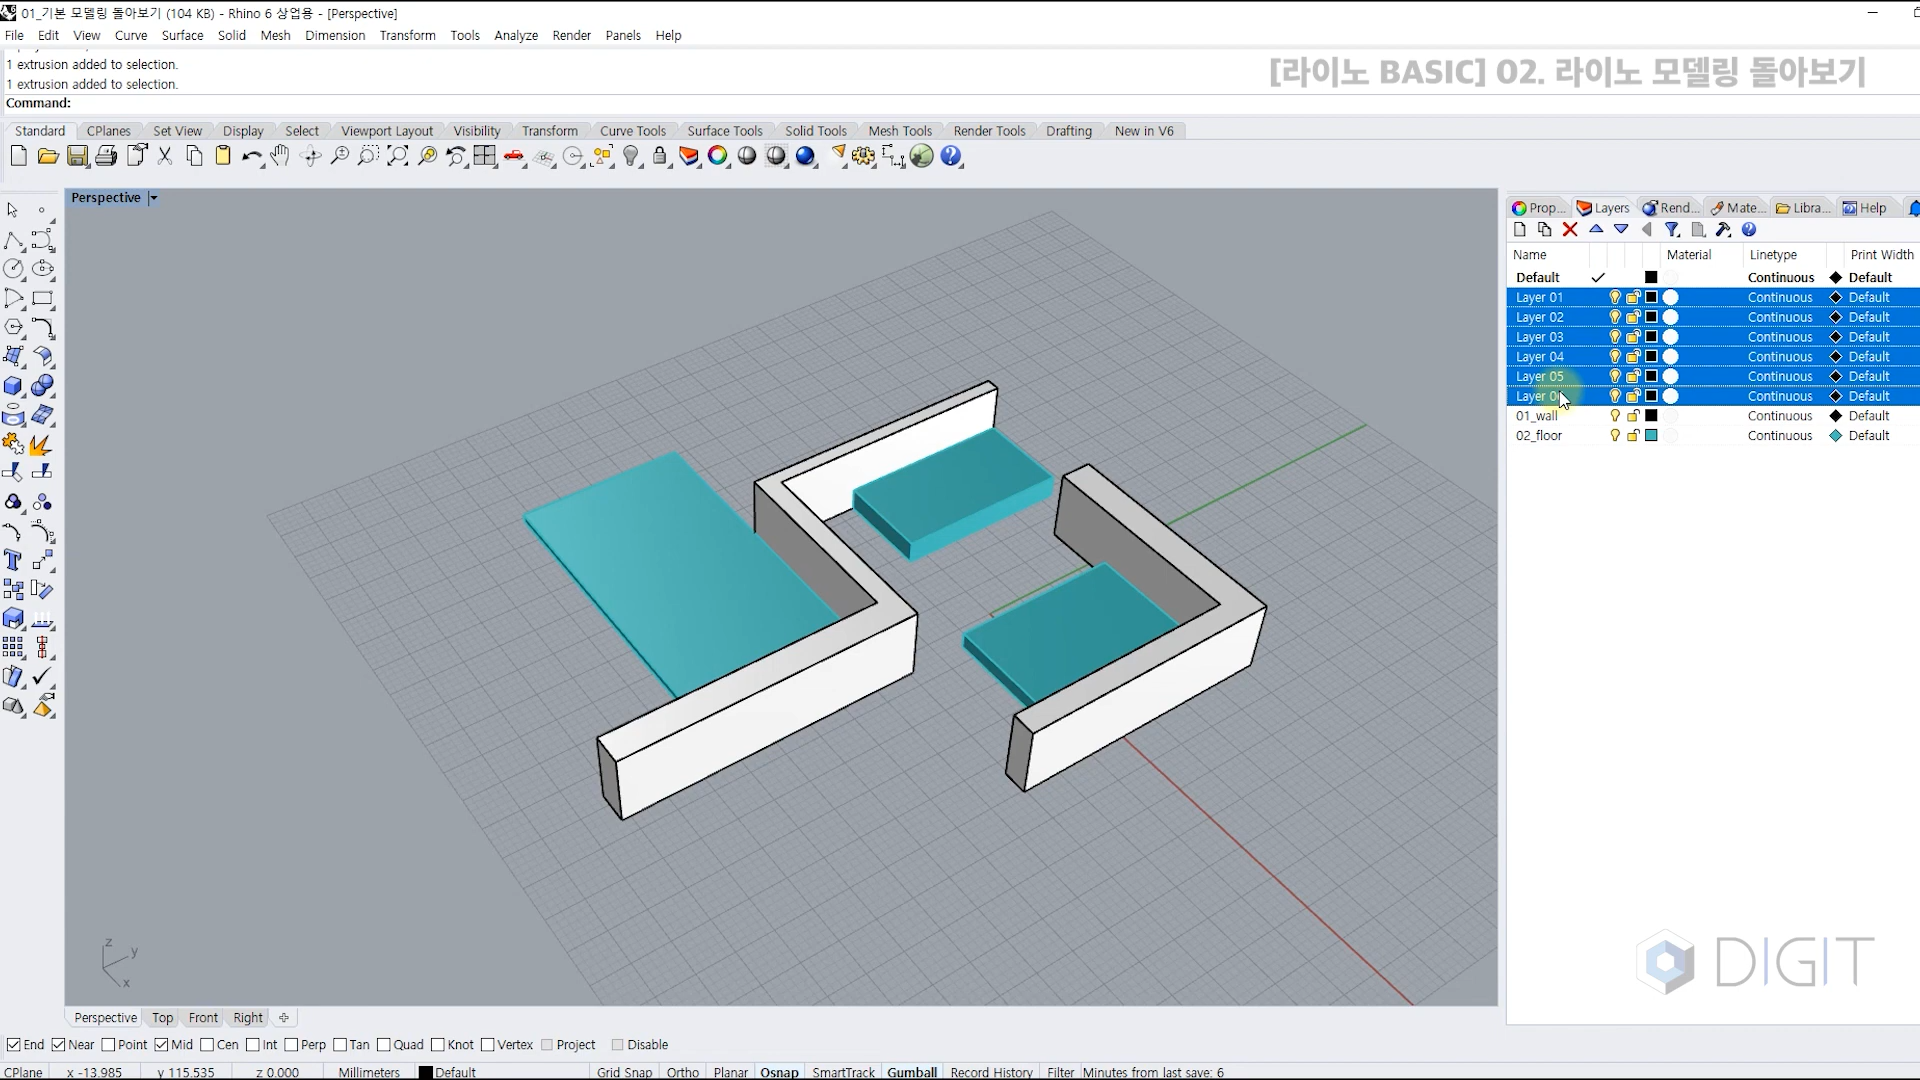 01_기본 모델링 돌아보기 (104 KB) - Rhino 6 상업용 - [Perspective]
File Edit View Curve Surface Solid Mesh Dimension Transform Tools Analyze Render Panels Help
1 extrusion added to selection.
1 extrusion added to selection.
[라이노 BASIC] 02. 라이노 모델링 돌아보기
Command:
Standard CPlanes Set View Display Select Viewport Layout Visibility Transform Curve Tools Surface Tools Solid Tools Mesh Tools Render Tools Drafting New in V6
Perspective
Prop... Layers Rend... Mate... Libra... Help
Name Material Linetype Print Width
Default Continuous Default
Layer 01 Continuous Default
Layer 02 Continuous Default
Layer 03 Continuous Default
Layer 04 Continuous Default
Layer 05 Continuous Default
Layer Continuous Default
01_wall Continuous Default
02_floor Continuous Default
z
y
x
DIGIT
Perspective Top Front Right
End Near Point Mid Cen Int Perp Tan Quad Knot Vertex Project Disable
CPlane x -13.985 y 115.535 z 0.000 Millimeters Default Grid Snap Ortho Planar Osnap SmartTrack Gumball Record History Filter Minutes from last save: 6